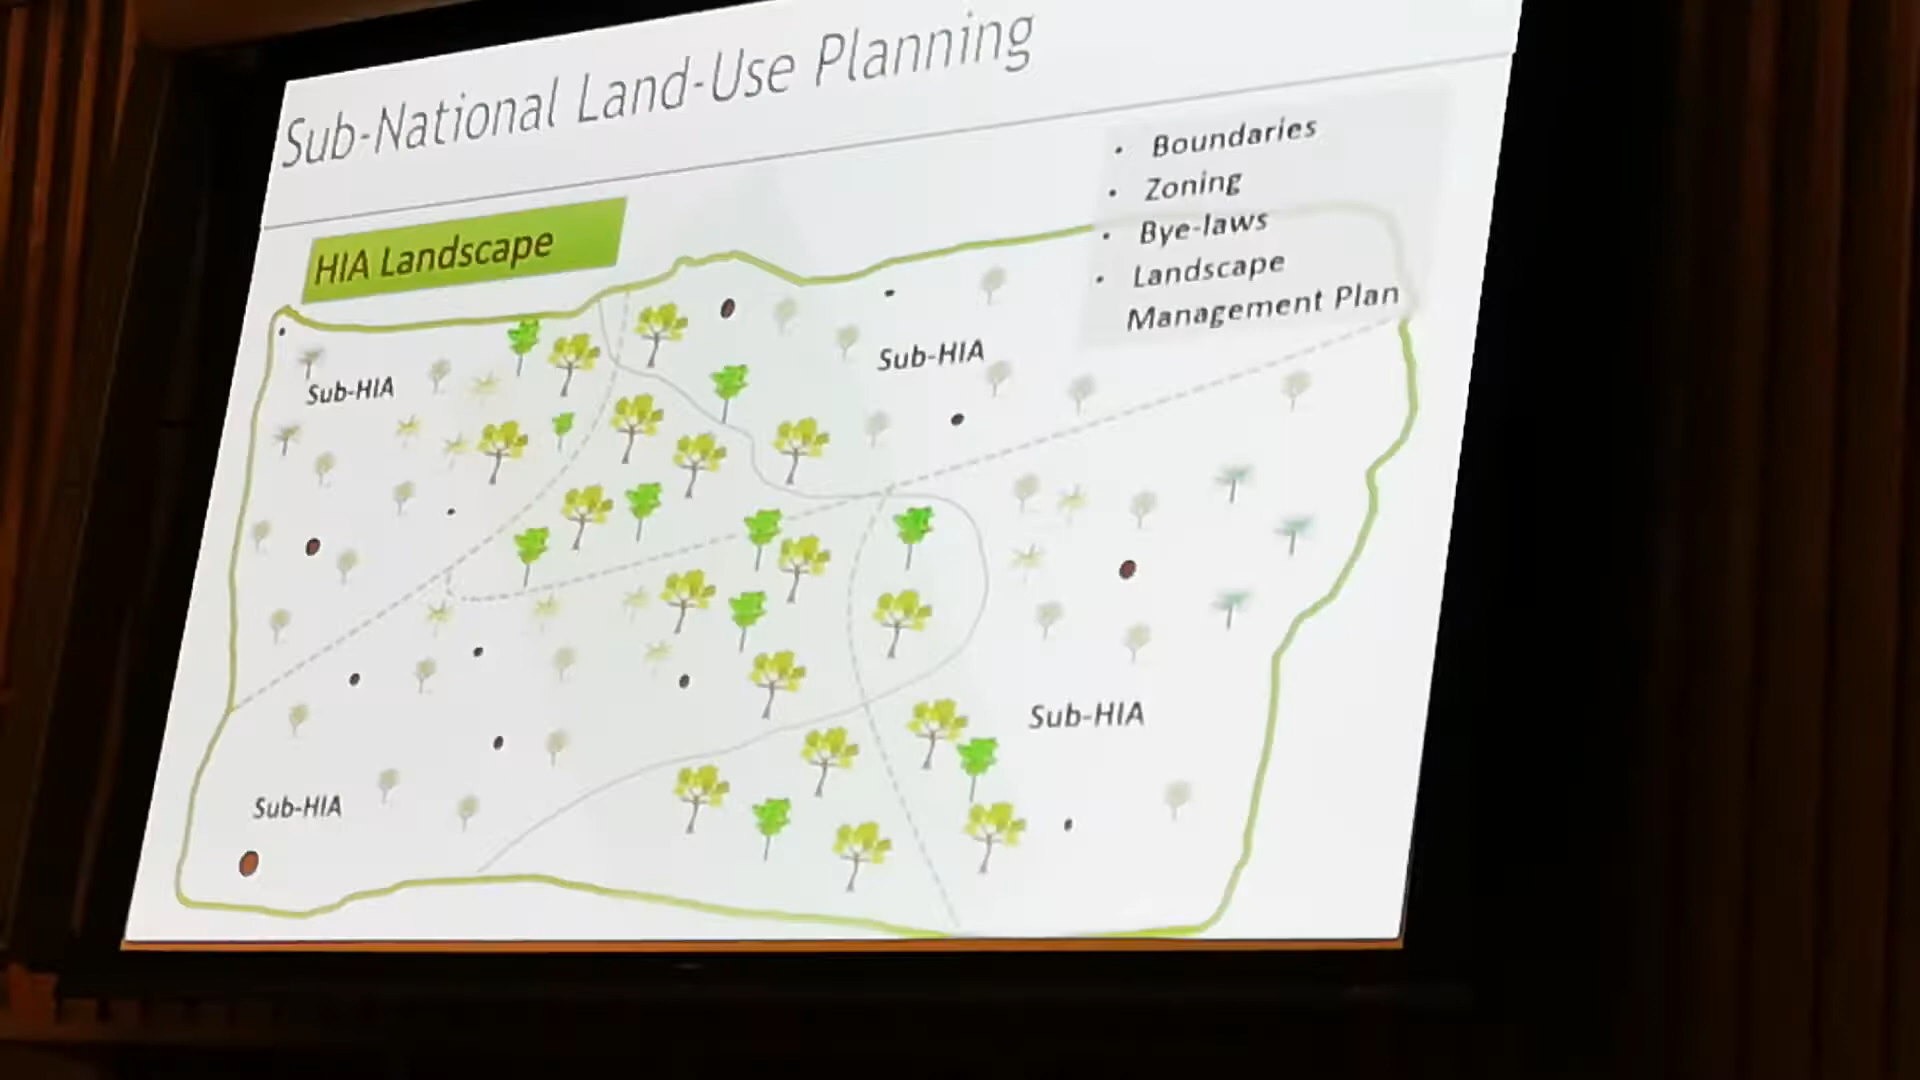 Sub-National Land-Use Planning
• Boundaries
• Zoning
• Bye-laws
• Landscape
Management Plan
HIA Landscape
Sub-HIA
Sub-HIA
Sub-HIA
Sub-HIA